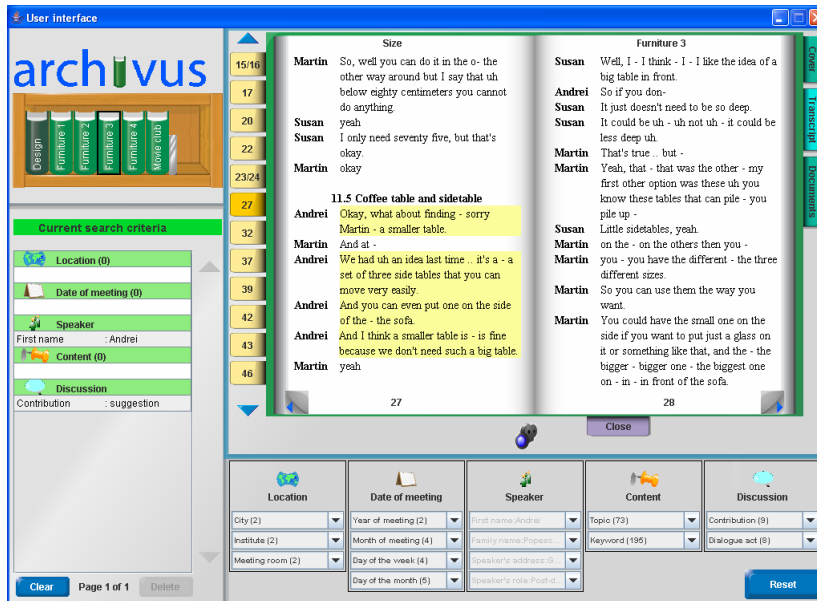 User interface
archivus
Design
Furniture 1
Furniture 2
Furniture 3
Furniture 4
Movie club
Current search criteria
Location (0)
Date of meeting (0)
Speaker
First name : Andrei
Content (0)
Discussion
Contribution : suggestion
Clear
Page 1 of 1
Delete
15/16
17
20
22
23/24
27
32
37
39
42
43
46
Size
Martin So, well you can do it in the o- the
other way around but I say that uh
below eighty centimeters you cannot
do anything.
Susan yeah
Susan I only need seventy five, but that's
okay.
Martin okay
11.5 Coffee table and sidetable
Andrei Okay, what about finding - sorry
Martin - a smaller table.
Martin And at -
Andrei We had uh an idea last time .. it's a - a
set of three side tables that you can
move very easily.
Andrei And you can even put one on the side
of the - the sofa.
Andrei And I think a smaller table is - is fine
because we don't need such a big table.
Martin yeah
27
Furniture 3
Susan Well, I - I think - I - I like the idea of a
big table in front.
Andrei So if you don-
Susan It just doesn't need to be so deep.
Susan It could be uh - uh not uh - it could be
less deep uh.
Martin That's true .. but -
Martin Yeah, that - that was the other - my
first other option was these uh you
know these tables that can pile - you
pile up -
Susan Little sidetables, yeah.
Martin on the - on the others then you -
Martin you - you have the different - the three
different sizes.
Martin So you can use them the way you
want.
Martin You could have the small one on the
side if you want to put just a glass on
it or something like that, and the - the
bigger - bigger one - the biggest one
on - in - in front of the sofa.
28
Cover
Transcript
Documents
Close
Location
City (2)
Institute (2)
Meeting room (2)
Date of meeting
Year of meeting (2)
Month of meeting (4)
Day of the week (4)
Day of the month (5)
Speaker
First name:Andrei
Family name:Popesc...
Speaker's address:G...
Speaker's role:Post-d...
Content
Topic (73)
Keyword (195)
Discussion
Contribution (9)
Dialogue act (8)
Reset